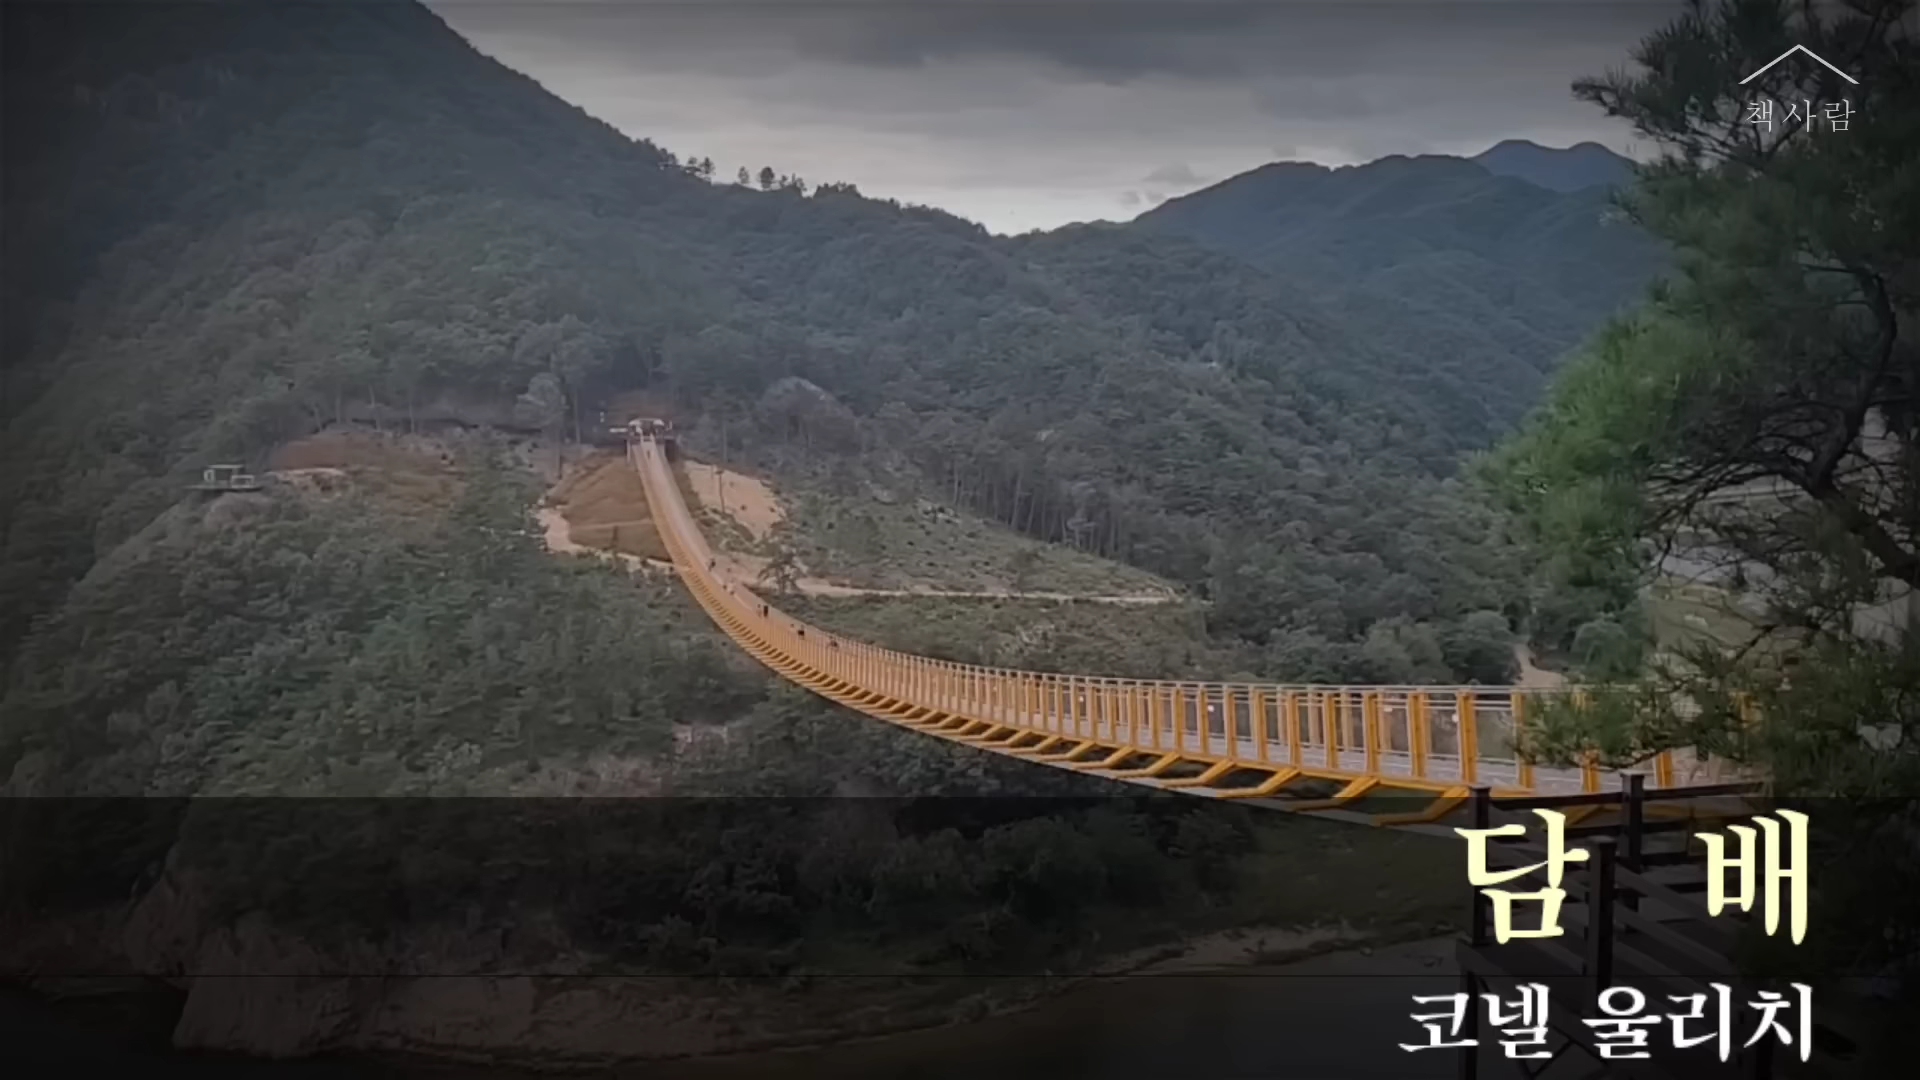 책사람
담 배
코넬 울리치